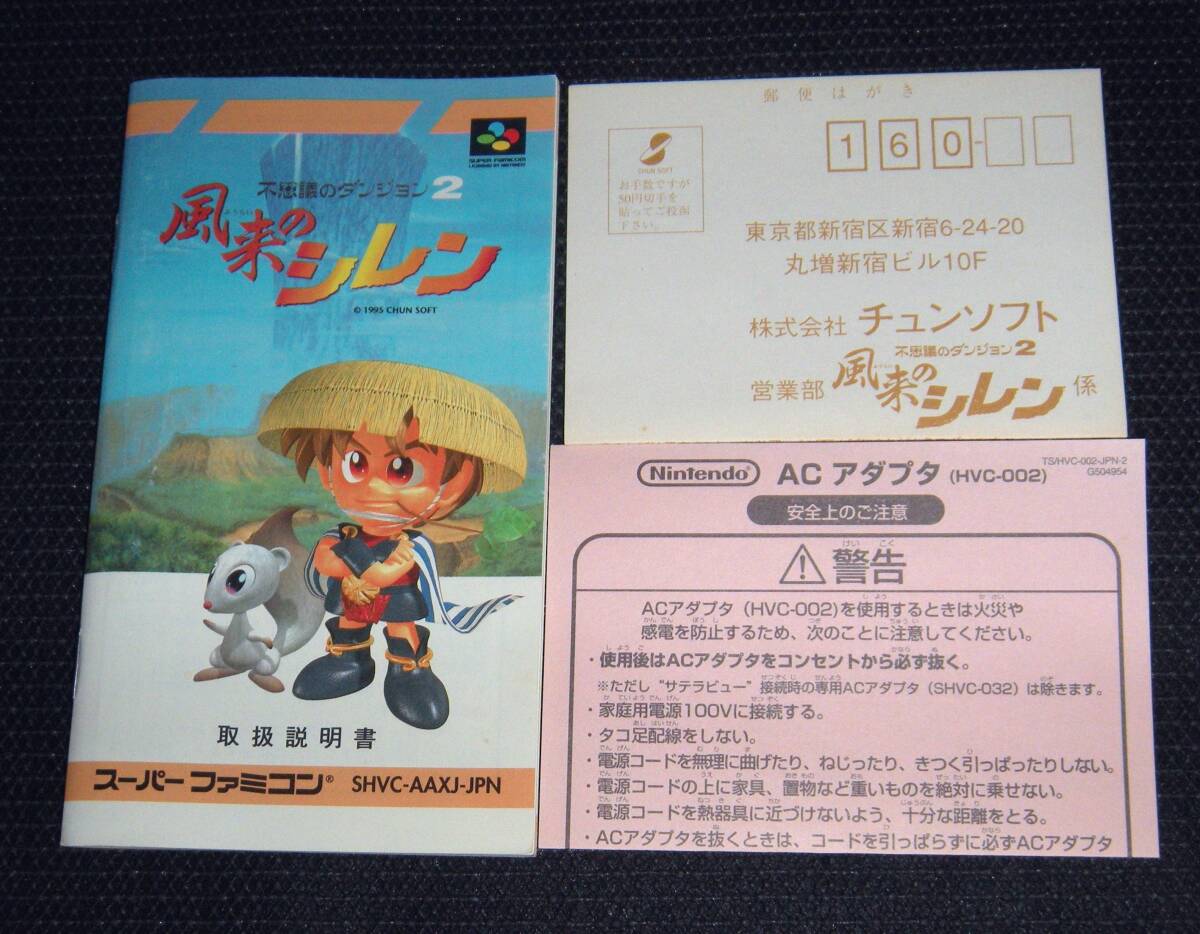 SUPER FAMICOM
LICENSED BY NINTENDO
不思議のダンジョン2
風来の
シレン
© 1995 CHUN SOFT
取扱説明書
スーパーファミコン® SHVC-AAXJ-JPN
郵便はがき
CHUN SOFT
お手数ですが
50円切手を
貼ってご投函
下さい。
160-
東京都新宿区新宿6-24-20
丸増新宿ビル10F
株式会社 チュンソフト
不思議のダンジョン2
営業部 風来のシレン 係
TS/HVC-002-JPN-2
G504954
Nintendo® AC アダプタ (HVC-002)
安全上のご注意
けいこく
警告
ACアダプタ(HVC-002)を使用するときは火災や
感電を防止するため、次のことに注意してください。
・使用後はACアダプタをコンセントから必ず抜く。
※ただし“サテラビュー”接続時の専用ACアダプタ(SHVC-032)は除きます。
・家庭用電源100Vに接続する。
・タコ足配線をしない。
・電源コードを無理に曲げたり、ねじったり、きつく引っぱったりしない。
・電源コードの上に家具、置物など重いものを絶対に乗せない。
・電源コードを熱器具に近づけないよう、十分な距離をとる。
・ACアダプタを抜くときは、コードを引っぱらずに必ずACアダプタ